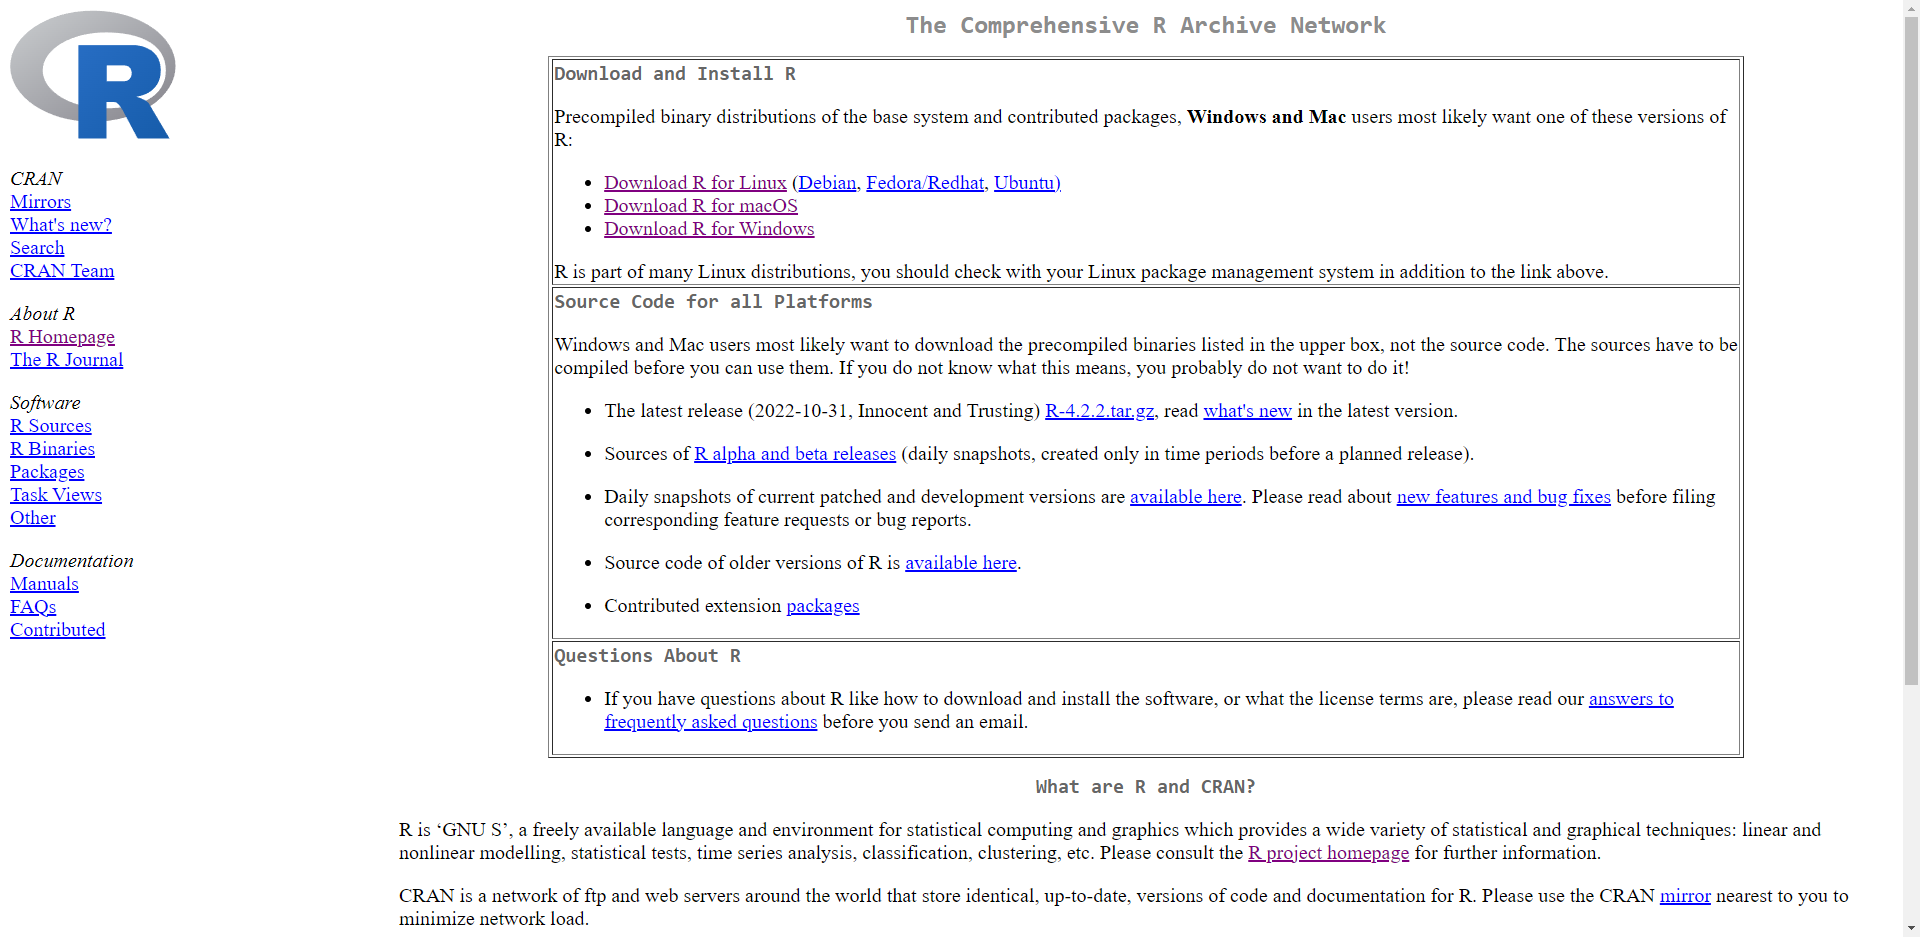 R
CRAN
Mirrors
What's new?
Search
CRAN Team
About R
R Homepage
The R Journal
Software
R Sources
R Binaries
Packages
Task Views
Other
Documentation
Manuals
FAQs
Contributed
The Comprehensive R Archive Network
Download and Install R
Precompiled binary distributions of the base system and contributed packages, Windows and Mac users most likely want one of these versions of
R:
• Download R for Linux (Debian, Fedora/Redhat, Ubuntu)
• Download R for macOS
• Download R for Windows
R is part of many Linux distributions, you should check with your Linux package management system in addition to the link above.
Source Code for all Platforms
Windows and Mac users most likely want to download the precompiled binaries listed in the upper box, not the source code. The sources have to be
compiled before you can use them. If you do not know what this means, you probably do not want to do it!
• The latest release (2022-10-31, Innocent and Trusting) R-4.2.2.tar.gz, read what's new in the latest version.
• Sources of R alpha and beta releases (daily snapshots, created only in time periods before a planned release).
• Daily snapshots of current patched and development versions are available here. Please read about new features and bug fixes before filing
corresponding feature requests or bug reports.
• Source code of older versions of R is available here.
• Contributed extension packages
Questions About R
• If you have questions about R like how to download and install the software, or what the license terms are, please read our answers to
frequently asked questions before you send an email.
What are R and CRAN?
R is ‘GNU S’, a freely available language and environment for statistical computing and graphics which provides a wide variety of statistical and graphical techniques: linear and
nonlinear modelling, statistical tests, time series analysis, classification, clustering, etc. Please consult the R project homepage for further information.
CRAN is a network of ftp and web servers around the world that store identical, up-to-date, versions of code and documentation for R. Please use the CRAN mirror nearest to you to
minimize network load.